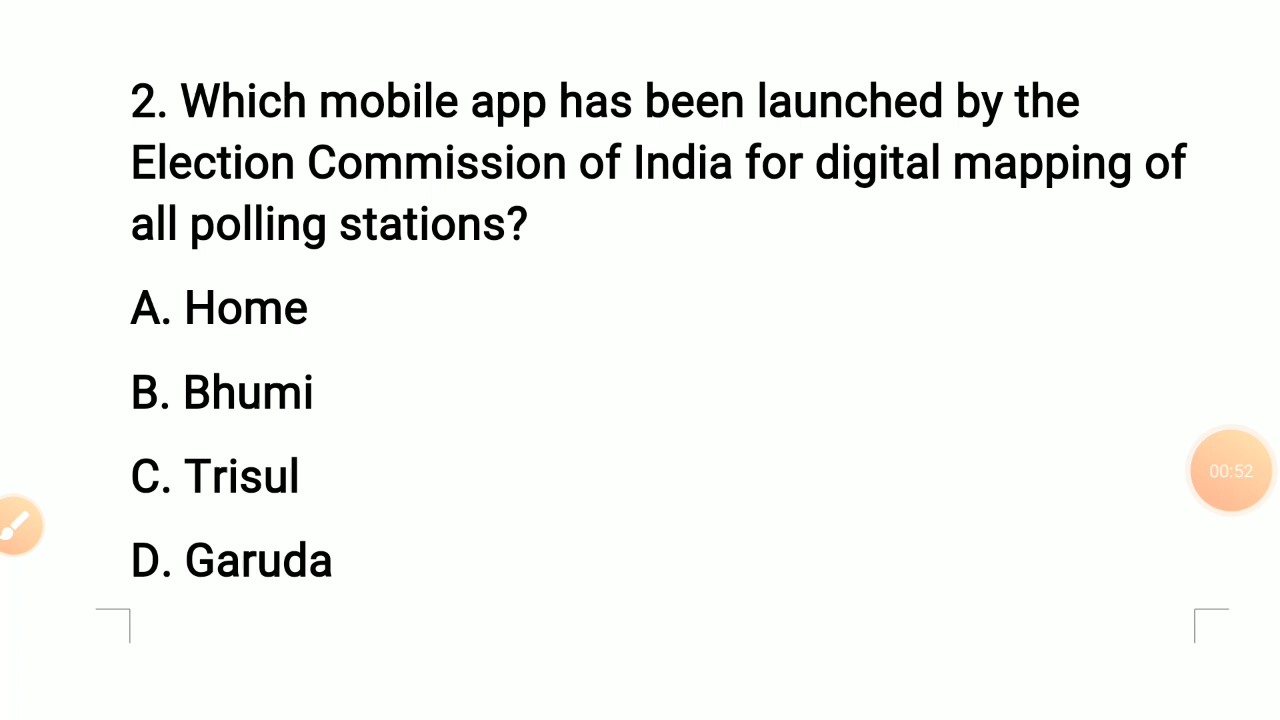 2. Which mobile app has been launched by the
Election Commission of India for digital mapping of
all polling stations?
A. Home
B. Bhumi
C. Trisul
D. Garuda
00:52